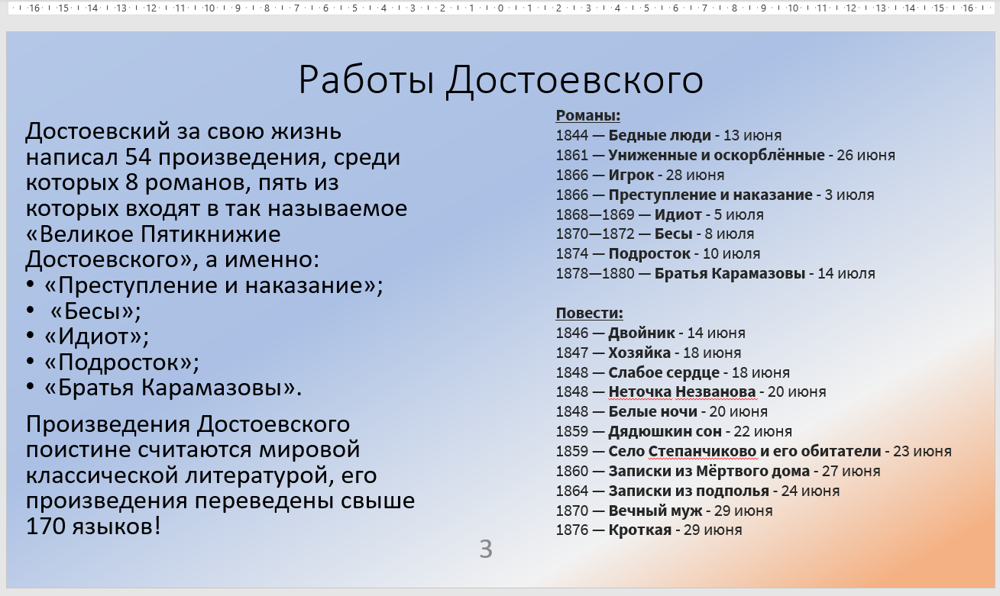 16 15 14 13 12 11 10 9 8 7 6 5 4 3 2 1 0 1 2 3 4 5 6 7 8 9 10 11 12 13 14 15 16
Работы Достоевского
Достоевский за свою жизнь
написал 54 произведения, среди
которых 8 романов, пять из
которых входят в так называемое
«Великое Пятикнижие
Достоевского», а именно:
• «Преступление и наказание»;
• «Бесы»;
• «Идиот»;
• «Подросток»;
• «Братья Карамазовы».
Произведения Достоевского
поистине считаются мировой
классической литературой, его
произведения переведены свыше
170 языков!
Романы:
1844 — Бедные люди - 13 июня
1861 — Униженные и оскорблённые - 26 июня
1866 — Игрок - 28 июня
1866 — Преступление и наказание - 3 июля
1868—1869 — Идиот - 5 июля
1870—1872 — Бесы - 8 июля
1874 — Подросток - 10 июля
1878—1880 — Братья Карамазовы - 14 июля
Повести:
1846 — Двойник - 14 июня
1847 — Хозяйка - 18 июня
1848 — Слабое сердце - 18 июня
1848 — Неточка Незванова - 20 июня
1848 — Белые ночи - 20 июня
1859 — Дядюшкин сон - 22 июня
1859 — Село Степанчиково и его обитатели - 23 июня
1860 — Записки из Мёртвого дома - 27 июня
1864 — Записки из подполья - 24 июня
1870 — Вечный муж - 29 июня
1876 — Кроткая - 29 июня
3